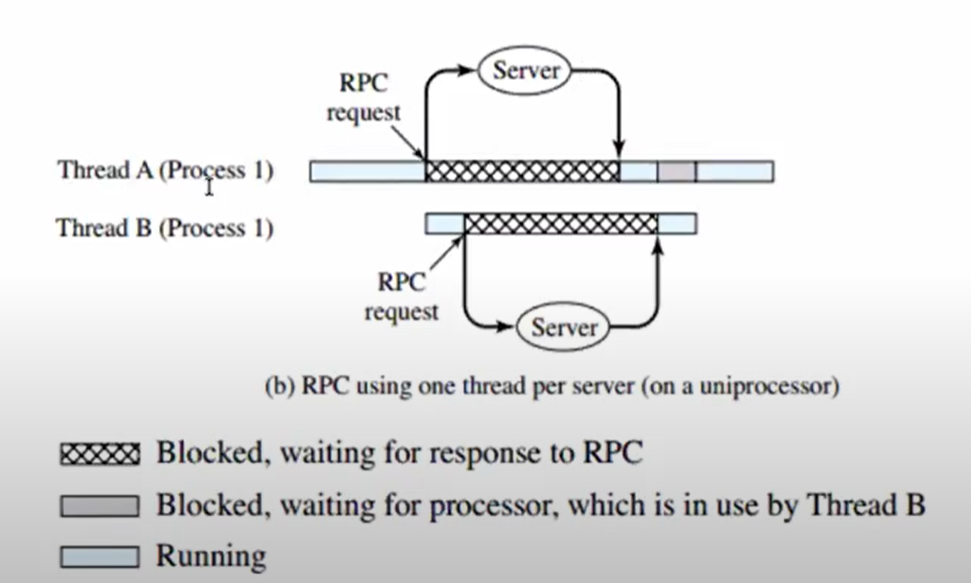 Server
RPC
request
Thread A (Process 1)
Thread B (Process 1)
RPC
request
Server
(b) RPC using one thread per server (on a uniprocessor)
Blocked, waiting for response to RPC
Blocked, waiting for processor, which is in use by Thread B
Running